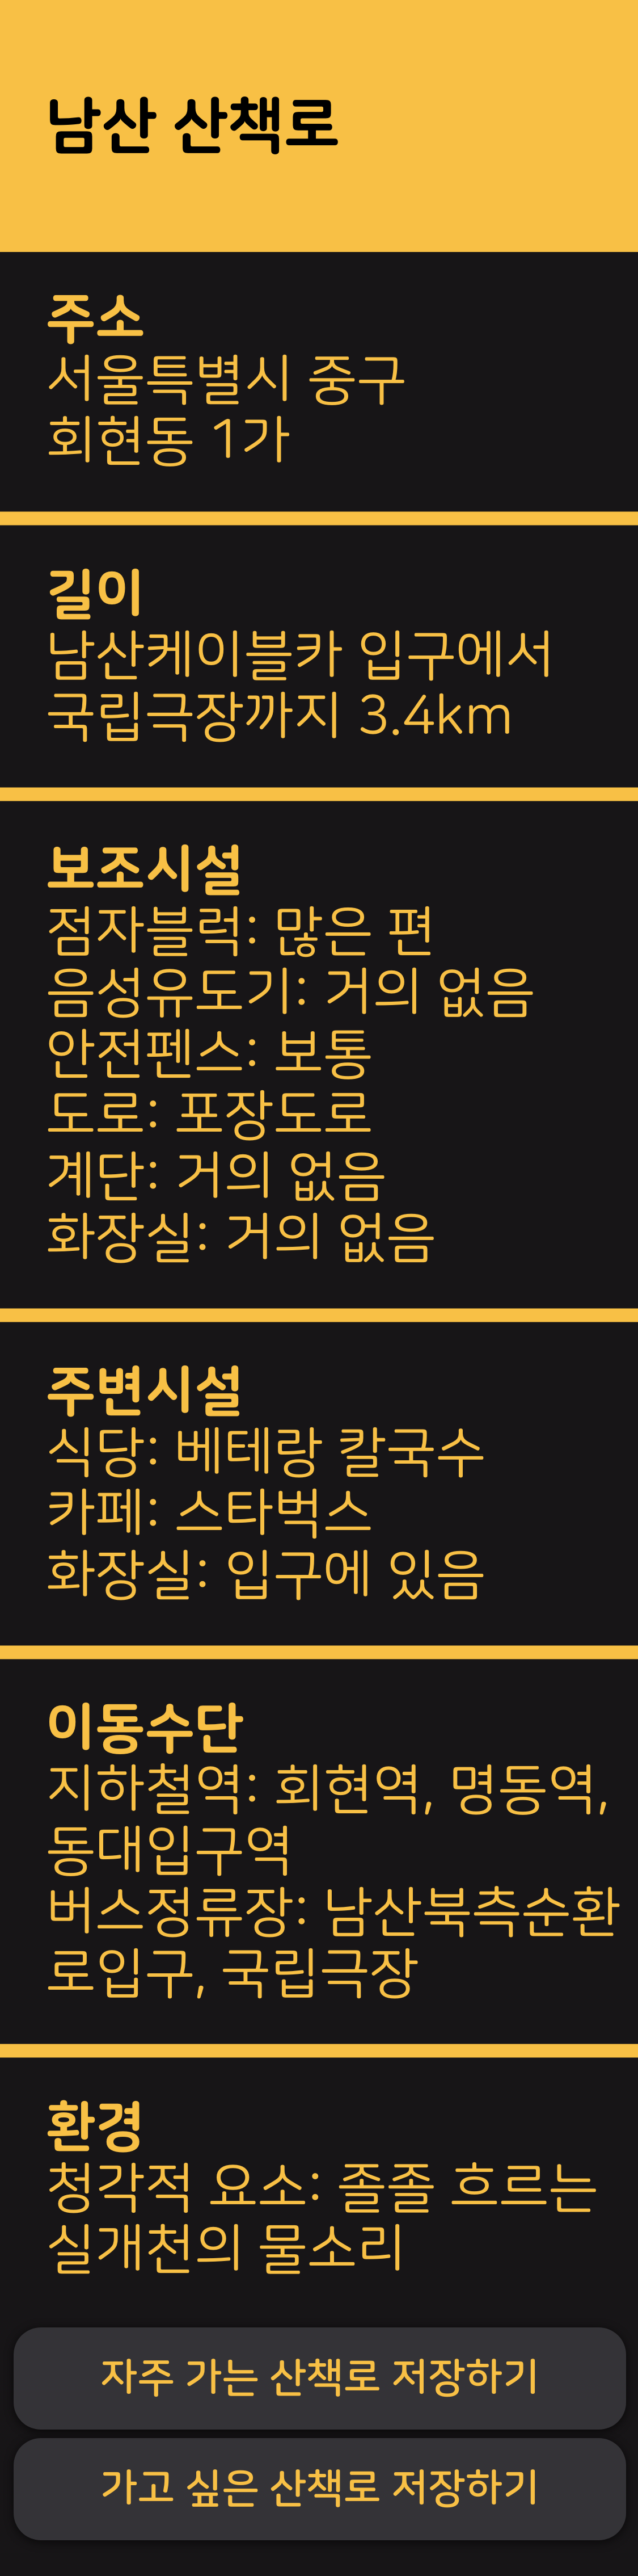 남산 산책로
주소
서울특별시 중구
회현동 1가
길이
남산케이블카 입구에서
국립극장까지 3.4km
보조시설
점자블럭: 많은 편
음성유도기: 거의 없음
안전펜스: 보통
도로: 포장도로
계단: 거의 없음
화장실: 거의 없음
주변시설
식당: 베테랑 칼국수
카페: 스타벅스
화장실: 입구에 있음
이동수단
지하철역: 회현역, 명동역,
동대입구역
버스정류장: 남산북측순환
로입구, 국립극장
환경
청각적 요소: 졸졸 흐르는
실개천의 물소리
자주 가는 산책로 저장하기
가고 싶은 산책로 저장하기